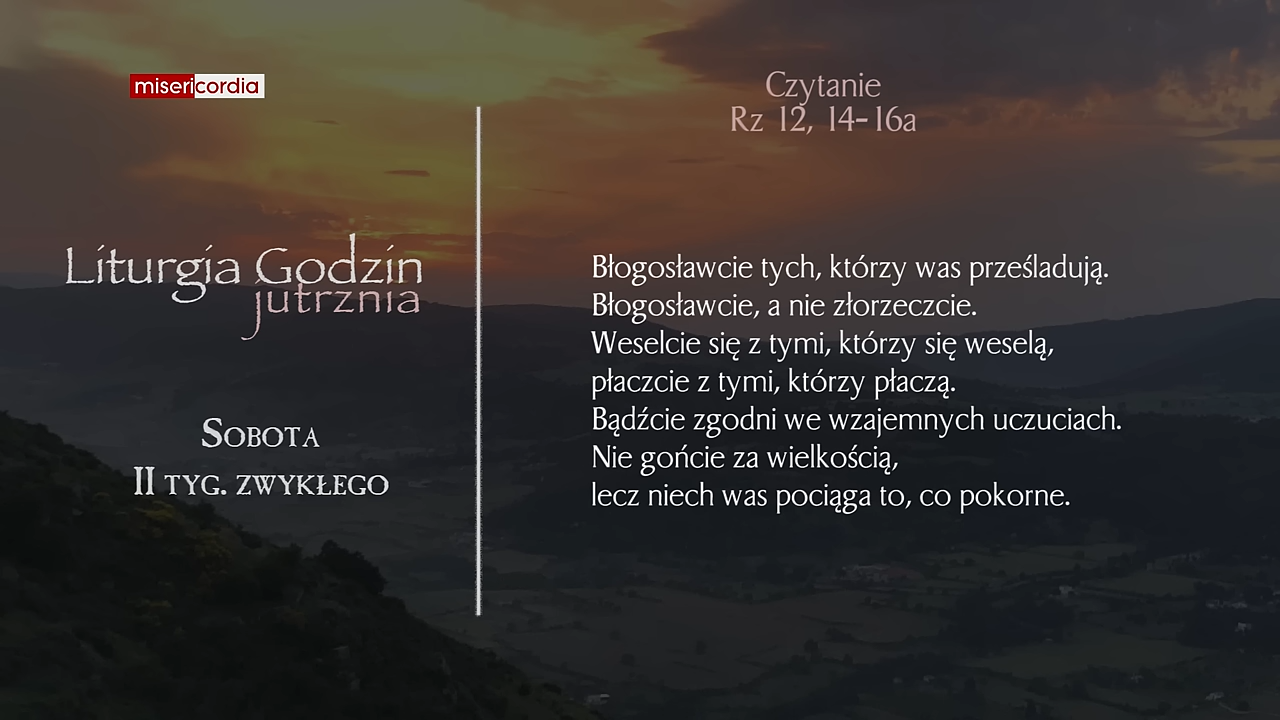 misericordia
Liturgia Godzin
jutrznia
Sobota
II tyg. zwykłego
Czytanie
Rz 12, 14-16a
Błogosławcie tych, którzy was prześladują.
Błogosławcie, a nie złorzeczcie.
Weselcie się z tymi, którzy się weselą,
płaczcie z tymi, którzy płaczą.
Bądźcie zgodni we wzajemnych uczuciach.
Nie gońcie za wielkością,
lecz niech was pociąga to, co pokorne.